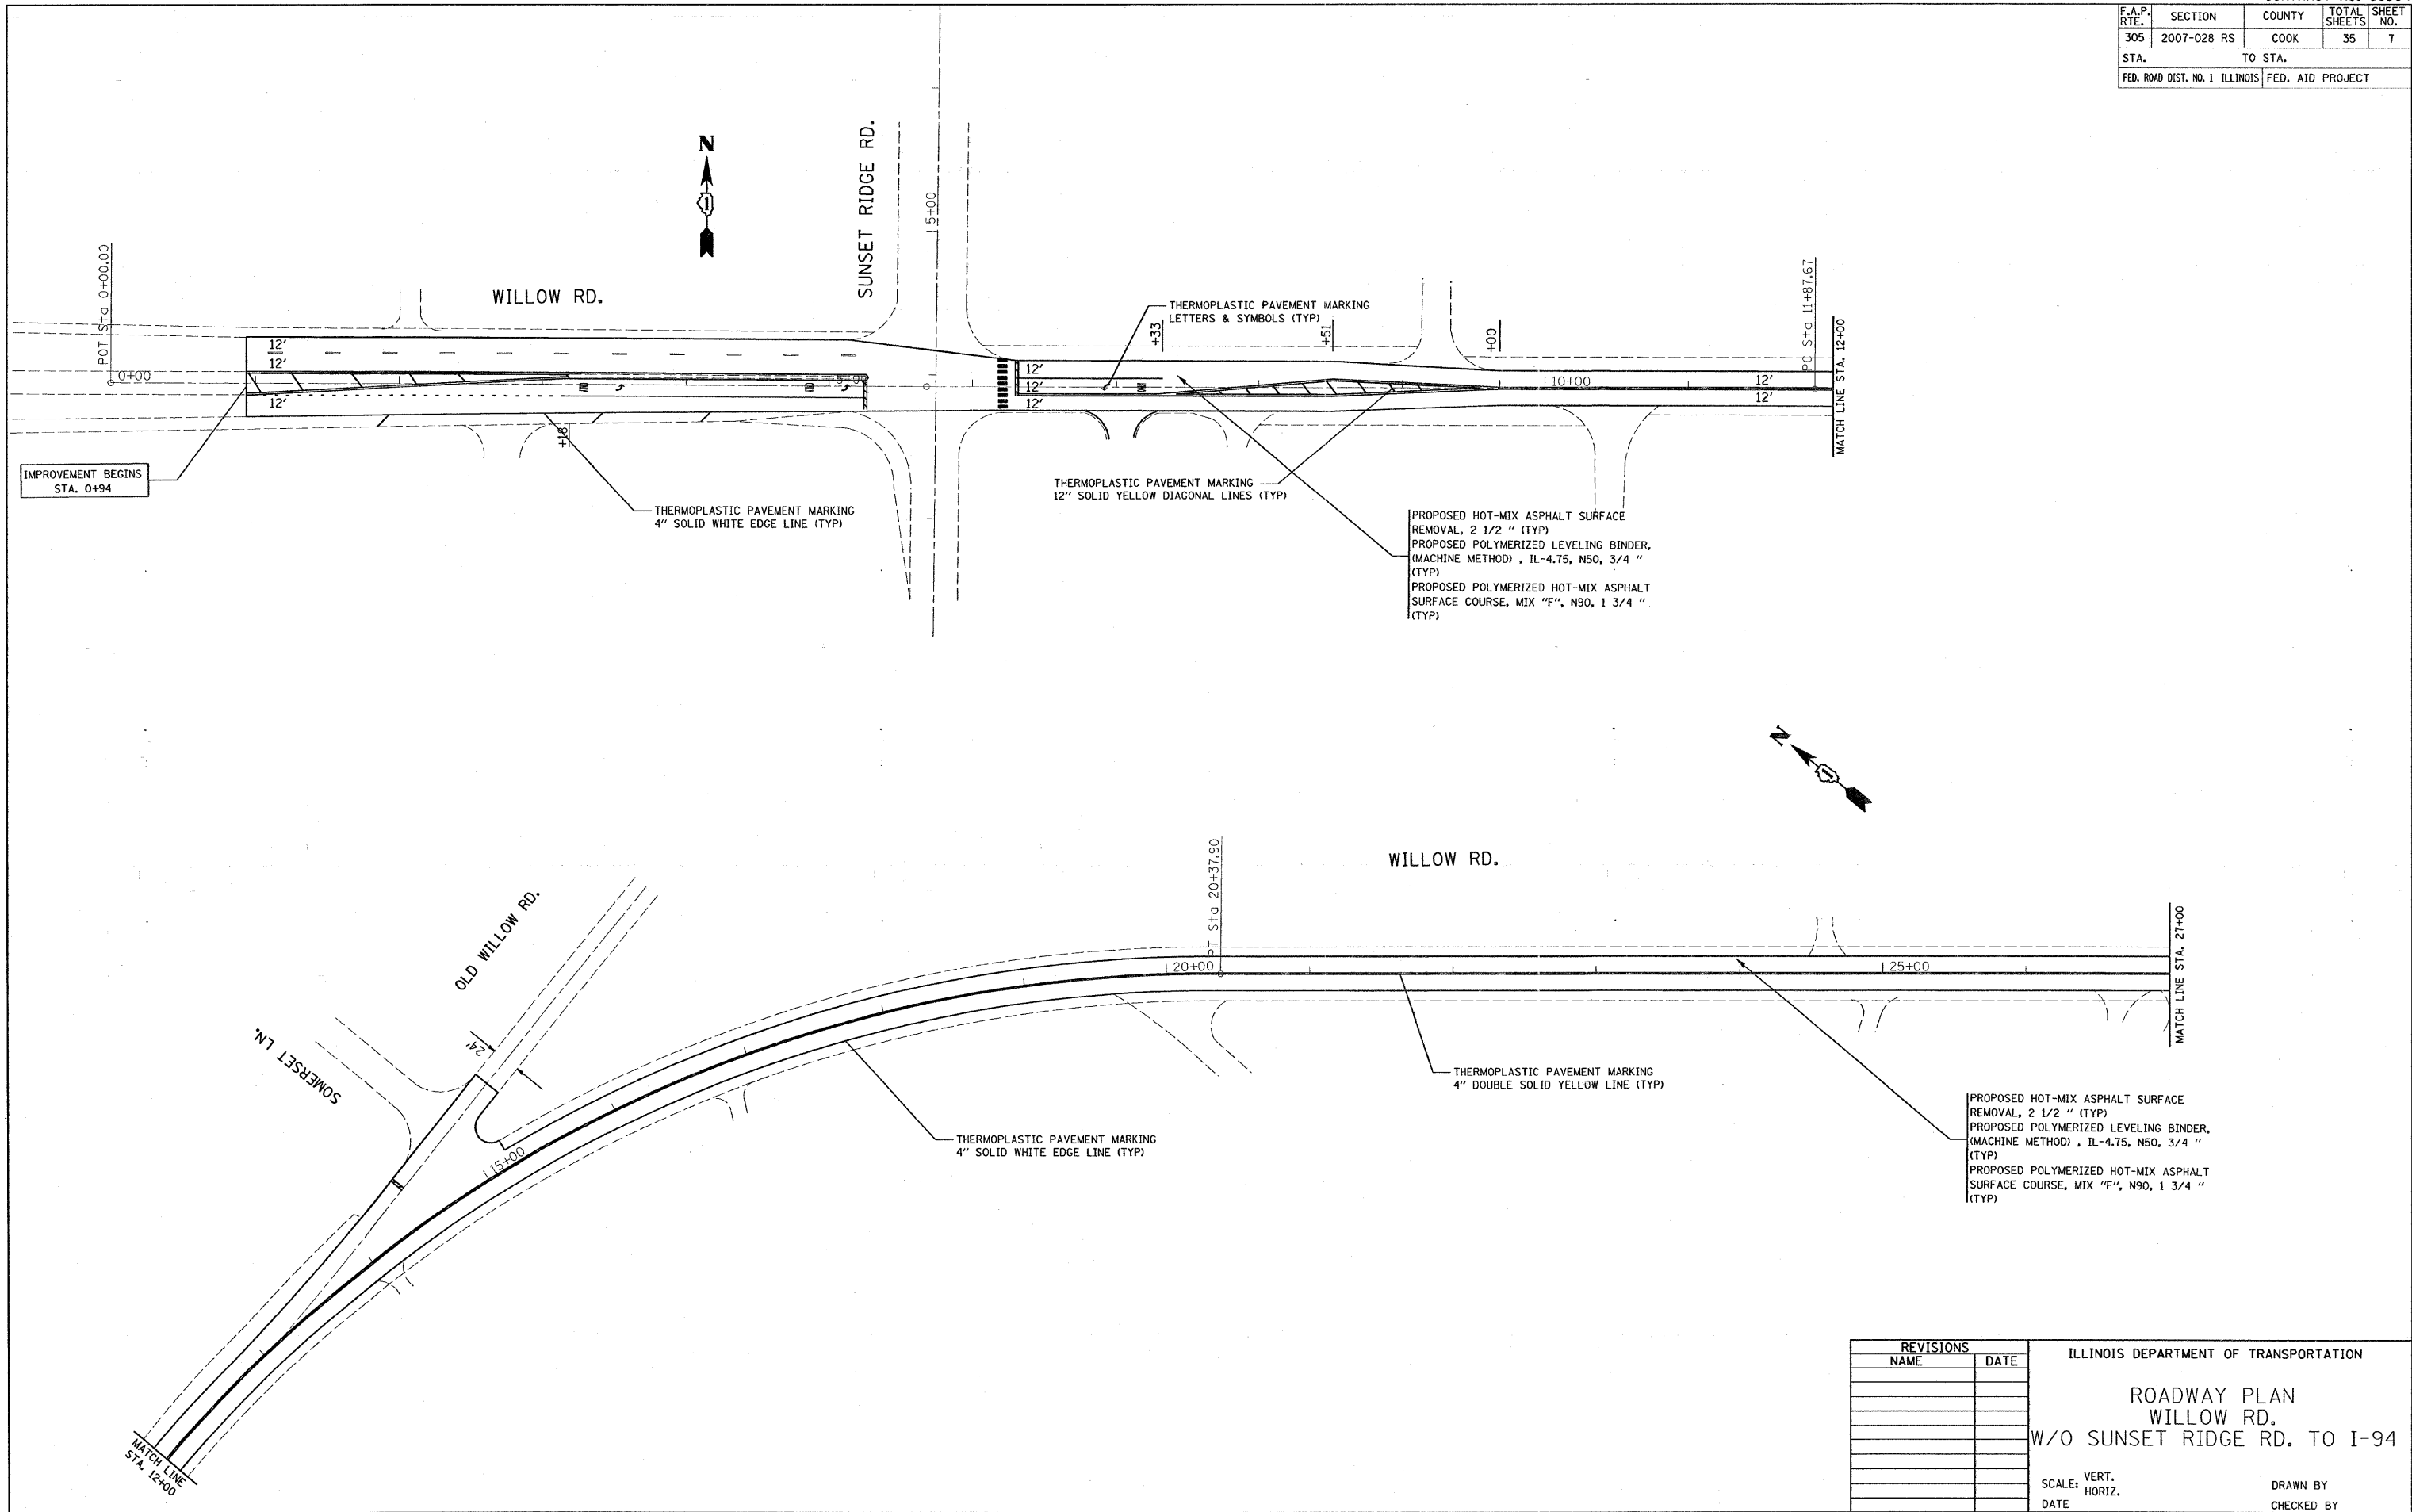 F.A.P. RTE. SECTION COUNTY TOTAL SHEETS SHEET NO.
305 2007-028 RS COOK 35 7
STA. TO STA.
FED. ROAD DIST. NO. 1 ILLINOIS FED. AID PROJECT
N
1
SUNSET RIDGE RD.
5+00
POT Sta 0+00.00
WILLOW RD.
THERMOPLASTIC PAVEMENT MARKING
LETTERS & SYMBOLS (TYP)
+33
+51
+00
PC Sta 11+87.67
MATCH LINE STA. 12+00
0+00
12'
12'
12'
12'
12'
12'
10+00
12'
12'
+18
IMPROVEMENT BEGINS
STA. 0+94
THERMOPLASTIC PAVEMENT MARKING
4" SOLID WHITE EDGE LINE (TYP)
THERMOPLASTIC PAVEMENT MARKING
12" SOLID YELLOW DIAGONAL LINES (TYP)
PROPOSED HOT-MIX ASPHALT SURFACE
REMOVAL, 2 1/2 " (TYP)
PROPOSED POLYMERIZED LEVELING BINDER,
(MACHINE METHOD) , IL-4.75, N50, 3/4 "
(TYP)
PROPOSED POLYMERIZED HOT-MIX ASPHALT
SURFACE COURSE, MIX "F", N90, 1 3/4 "
(TYP)
N
1
WILLOW RD.
PT Sta 20+37.90
OLD WILLOW RD.
SOMERSET LN.
24'
15+00
20+00
25+00
MATCH LINE STA. 27+00
THERMOPLASTIC PAVEMENT MARKING
4" DOUBLE SOLID YELLOW LINE (TYP)
THERMOPLASTIC PAVEMENT MARKING
4" SOLID WHITE EDGE LINE (TYP)
PROPOSED HOT-MIX ASPHALT SURFACE
REMOVAL, 2 1/2 " (TYP)
PROPOSED POLYMERIZED LEVELING BINDER,
(MACHINE METHOD) , IL-4.75, N50, 3/4 "
(TYP)
PROPOSED POLYMERIZED HOT-MIX ASPHALT
SURFACE COURSE, MIX "F", N90, 1 3/4 "
(TYP)
MATCH LINE
STA. 12+00
REVISIONS
NAME DATE
ILLINOIS DEPARTMENT OF TRANSPORTATION
ROADWAY PLAN
WILLOW RD.
W/O SUNSET RIDGE RD. TO I-94
SCALE: VERT.
HORIZ.
DATE
DRAWN BY
CHECKED BY